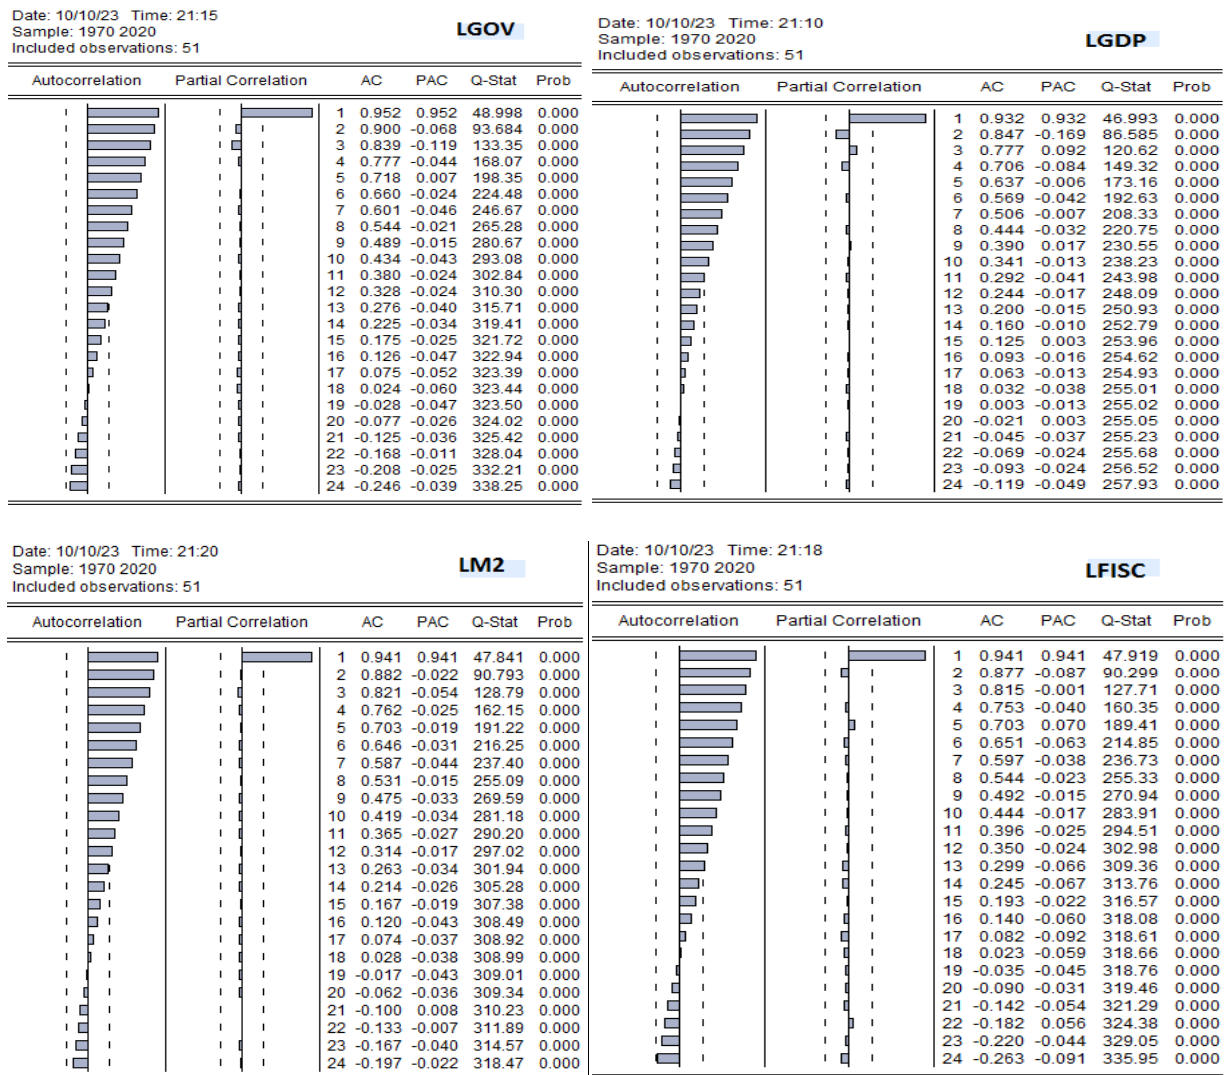 Date: 10/10/23 Time: 21:15
Sample: 1970 2020
Included observations: 51
LGOV
Autocorrelation Partial Correlation AC PAC Q-Stat Prob
1 0.952 0.952 48.998 0.000
2 0.900 -0.068 93.684 0.000
3 0.839 -0.119 133.35 0.000
4 0.777 -0.044 168.07 0.000
5 0.718 0.007 198.35 0.000
6 0.660 -0.024 224.48 0.000
7 0.601 -0.046 246.67 0.000
8 0.544 -0.021 265.28 0.000
9 0.489 -0.015 280.67 0.000
10 0.434 -0.043 293.08 0.000
11 0.380 -0.024 302.84 0.000
12 0.328 -0.024 310.30 0.000
13 0.276 -0.040 315.71 0.000
14 0.225 -0.034 319.41 0.000
15 0.175 -0.025 321.72 0.000
16 0.126 -0.047 322.94 0.000
17 0.075 -0.052 323.39 0.000
18 0.024 -0.060 323.44 0.000
19 -0.028 -0.047 323.50 0.000
20 -0.077 -0.026 324.02 0.000
21 -0.125 -0.036 325.42 0.000
22 -0.168 -0.011 328.04 0.000
23 -0.208 -0.025 332.21 0.000
24 -0.246 -0.039 338.25 0.000
Date: 10/10/23 Time: 21:10
Sample: 1970 2020
Included observations: 51
LGDP
Autocorrelation Partial Correlation AC PAC Q-Stat Prob
1 0.932 0.932 46.993 0.000
2 0.847 -0.169 86.585 0.000
3 0.777 0.092 120.62 0.000
4 0.706 -0.084 149.32 0.000
5 0.637 -0.006 173.16 0.000
6 0.569 -0.042 192.63 0.000
7 0.506 -0.007 208.33 0.000
8 0.444 -0.032 220.75 0.000
9 0.390 0.017 230.55 0.000
10 0.341 -0.013 238.23 0.000
11 0.292 -0.041 243.98 0.000
12 0.244 -0.017 248.09 0.000
13 0.200 -0.015 250.93 0.000
14 0.160 -0.010 252.79 0.000
15 0.125 0.003 253.96 0.000
16 0.093 -0.016 254.62 0.000
17 0.063 -0.013 254.93 0.000
18 0.032 -0.038 255.01 0.000
19 0.003 -0.013 255.02 0.000
20 -0.021 0.003 255.05 0.000
21 -0.045 -0.037 255.23 0.000
22 -0.069 -0.024 255.68 0.000
23 -0.093 -0.024 256.52 0.000
24 -0.119 -0.049 257.93 0.000
Date: 10/10/23 Time: 21:20
Sample: 1970 2020
Included observations: 51
LM2
Autocorrelation Partial Correlation AC PAC Q-Stat Prob
1 0.941 0.941 47.841 0.000
2 0.882 -0.022 90.793 0.000
3 0.821 -0.054 128.79 0.000
4 0.762 -0.025 162.15 0.000
5 0.703 -0.019 191.22 0.000
6 0.646 -0.031 216.25 0.000
7 0.587 -0.044 237.40 0.000
8 0.531 -0.015 255.09 0.000
9 0.475 -0.033 269.59 0.000
10 0.419 -0.034 281.18 0.000
11 0.365 -0.027 290.20 0.000
12 0.314 -0.017 297.02 0.000
13 0.263 -0.034 301.94 0.000
14 0.214 -0.026 305.28 0.000
15 0.167 -0.019 307.38 0.000
16 0.120 -0.043 308.49 0.000
17 0.074 -0.037 308.92 0.000
18 0.028 -0.038 308.99 0.000
19 -0.017 -0.043 309.01 0.000
20 -0.062 -0.036 309.34 0.000
21 -0.100 0.008 310.23 0.000
22 -0.133 -0.007 311.89 0.000
23 -0.167 -0.040 314.57 0.000
24 -0.197 -0.022 318.47 0.000
Date: 10/10/23 Time: 21:18
Sample: 1970 2020
Included observations: 51
LFISC
Autocorrelation Partial Correlation AC PAC Q-Stat Prob
1 0.941 0.941 47.919 0.000
2 0.877 -0.087 90.299 0.000
3 0.815 -0.001 127.71 0.000
4 0.753 -0.040 160.35 0.000
5 0.703 0.070 189.41 0.000
6 0.651 -0.063 214.85 0.000
7 0.597 -0.038 236.73 0.000
8 0.544 -0.023 255.33 0.000
9 0.492 -0.015 270.94 0.000
10 0.444 -0.017 283.91 0.000
11 0.396 -0.025 294.51 0.000
12 0.350 -0.024 302.98 0.000
13 0.299 -0.066 309.36 0.000
14 0.245 -0.067 313.76 0.000
15 0.193 -0.022 316.57 0.000
16 0.140 -0.060 318.08 0.000
17 0.082 -0.092 318.61 0.000
18 0.023 -0.059 318.66 0.000
19 -0.035 -0.045 318.76 0.000
20 -0.090 -0.031 319.46 0.000
21 -0.142 -0.054 321.29 0.000
22 -0.182 0.056 324.38 0.000
23 -0.220 -0.044 329.05 0.000
24 -0.263 -0.091 335.95 0.000